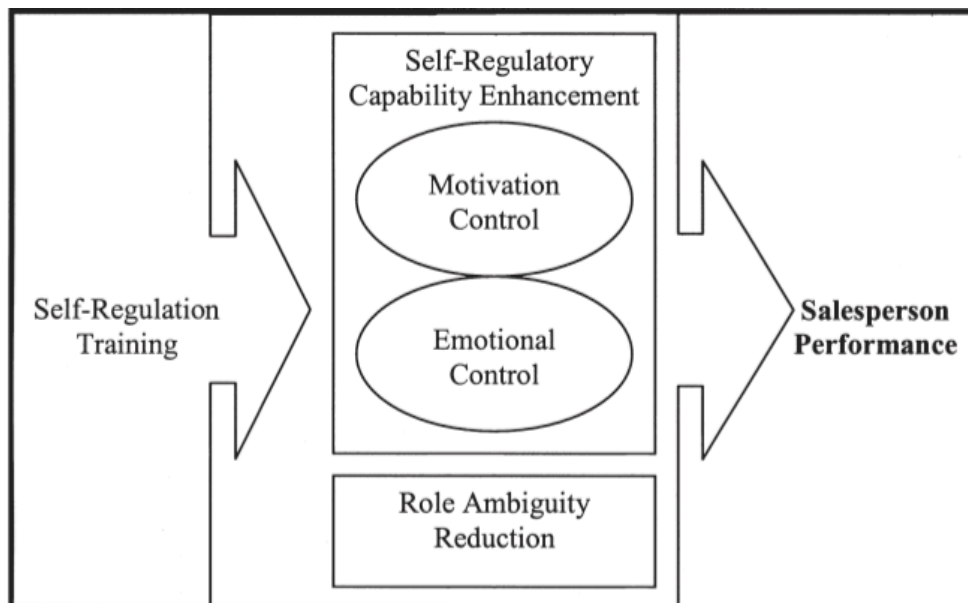 Self-Regulatory
Capability Enhancement
Motivation
Control
Self-Regulation
Training
Emotional
Control
Salesperson
Performance
Role Ambiguity
Reduction